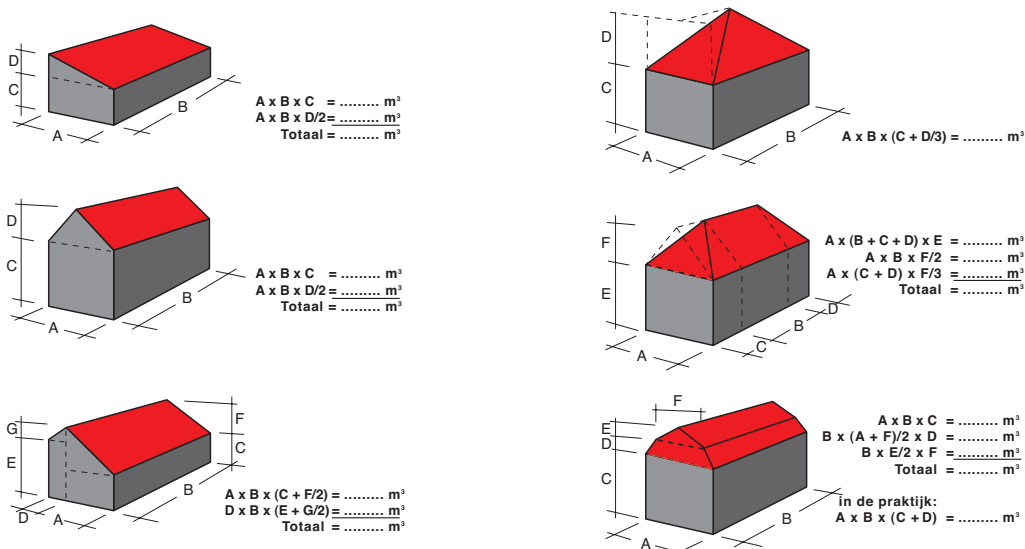 D
C
A
B
A x B x C = ......... m³
A x B x D/2 = ......... m³
Totaal = ......... m³
D
C
A
B
A x B x (C + D/3) = ......... m³
D
C
A
B
A x B x C = ......... m³
A x B x D/2 = ......... m³
Totaal = ......... m³
F
E
A
C
B
D
A x (B + C + D) x E = ......... m³
A x B x F/2 = ......... m³
A x (C + D) x F/3 = ......... m³
Totaal = ......... m³
G
E
D
A
B
F
C
A x B x (C + F/2) = ......... m³
D x B x (E + G/2) = ......... m³
Totaal = ......... m³
F
E
D
C
A
B
A x B x C = ......... m³
B x (A + F)/2 x D = ......... m³
B x E/2 x F = ......... m³
Totaal = ......... m³
in de praktijk:
A x B x (C + D) = ......... m³